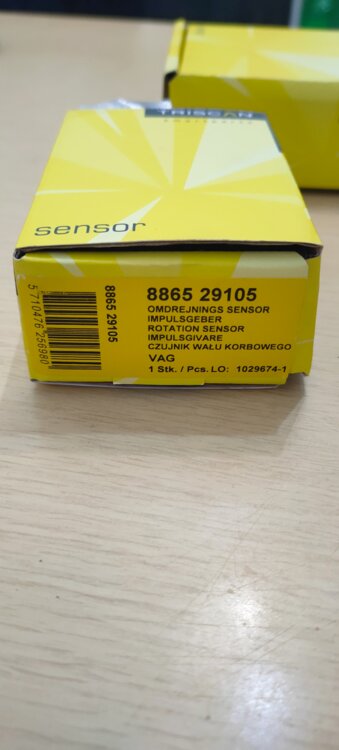 TRISCAN
sensor
5 710476 256980
8865 29105
8865 29105
OMDREJNINGS SENSOR
IMPULSGEBER
ROTATION SENSOR
IMPULSGIVARE
CZUJNIK WAŁU KORBOWEGO
VAG
1 Stk. / Pcs. LO: 1029674-1